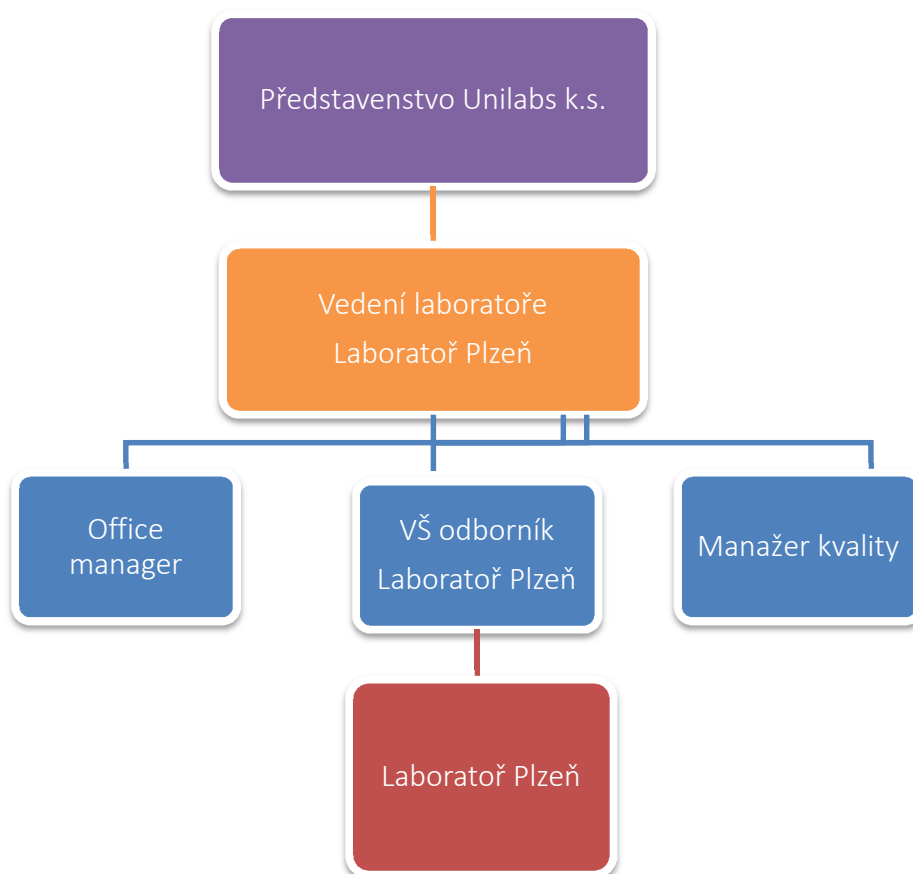 Představenstvo Unilabs k.s.
Vedení laboratoře
Laboratoř Plzeň
Office
manager
VŠ odborník
Laboratoř Plzeň
Manažer kvality
Laboratoř Plzeň